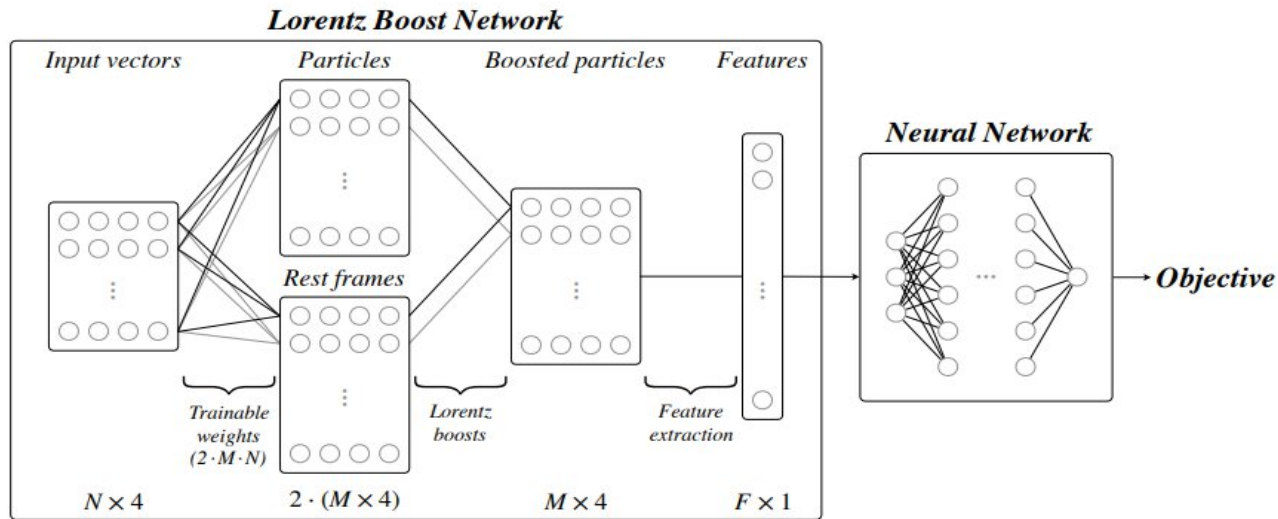 Lorentz Boost Network
Input vectors
Particles
Boosted particles
Features
Neural Network
Rest frames
Objective
Trainable
weights
(2 · M · N)
Lorentz
boosts
Feature
extraction
N × 4
2 · (M × 4)
M × 4
F × 1